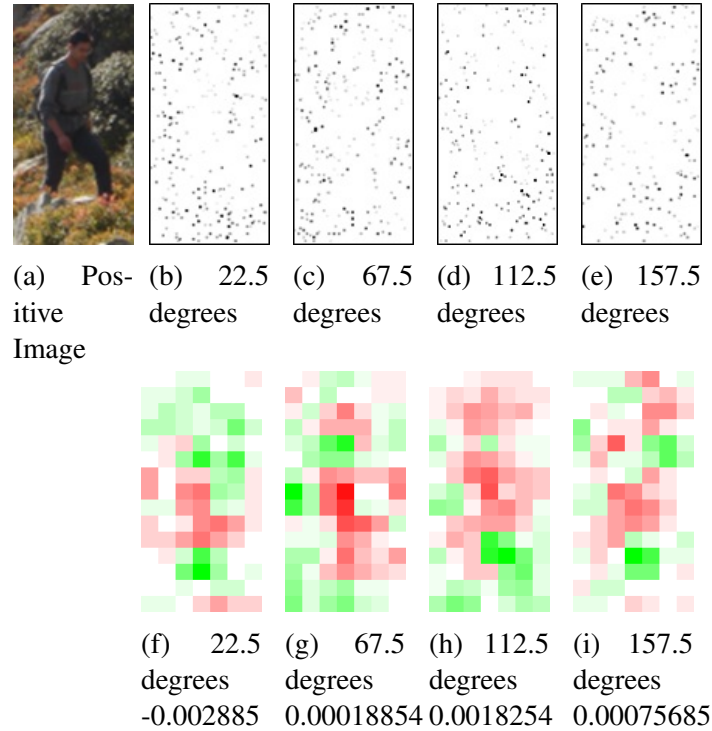 (a) Pos-
itive
Image
(b) 22.5
degrees
(c) 67.5
degrees
(d) 112.5
degrees
(e) 157.5
degrees
(f) 22.5
degrees
-0.002885
(g) 67.5
degrees
0.00018854
(h) 112.5
degrees
0.0018254
(i) 157.5
degrees
0.00075685